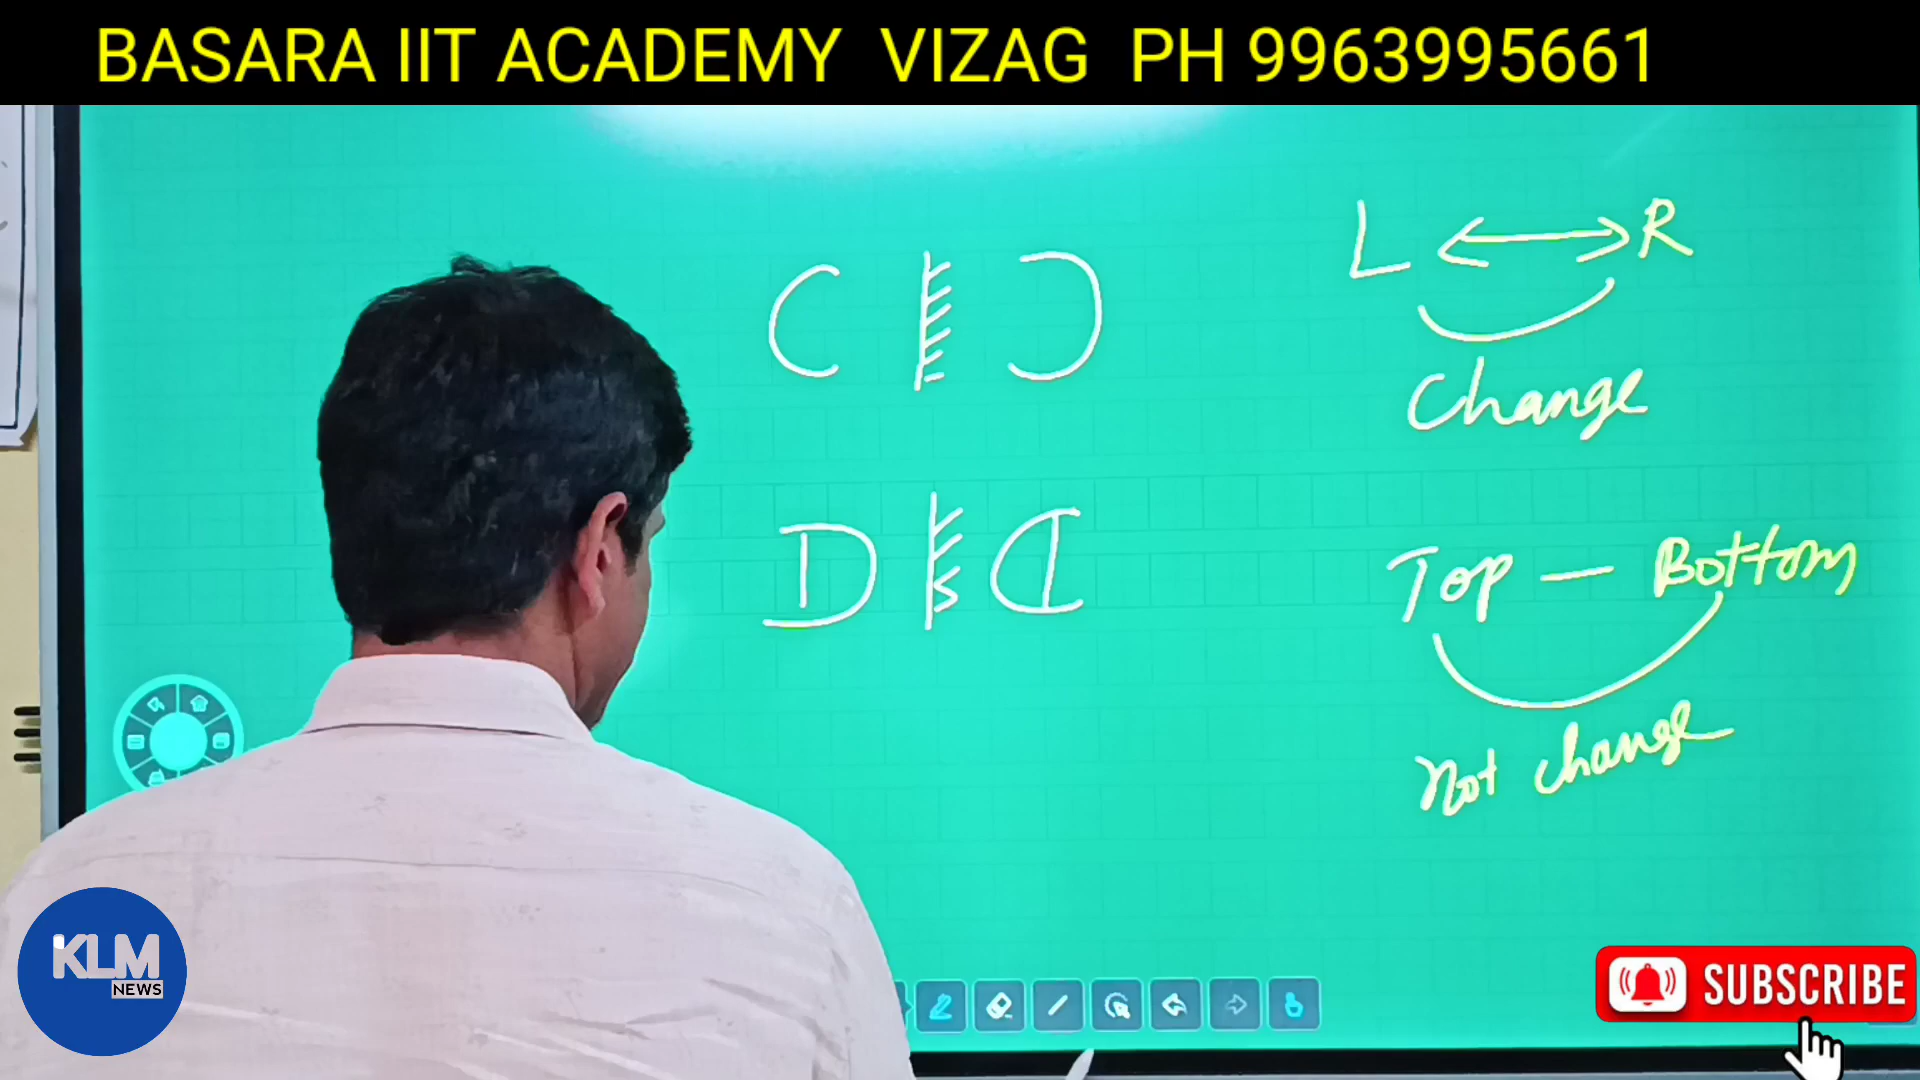 BASARA IIT ACADEMY VIZAG PH 9963995661
C
L R
Change
D
Top - Bottom
not change
KLM
NEWS
SUBSCRIBE